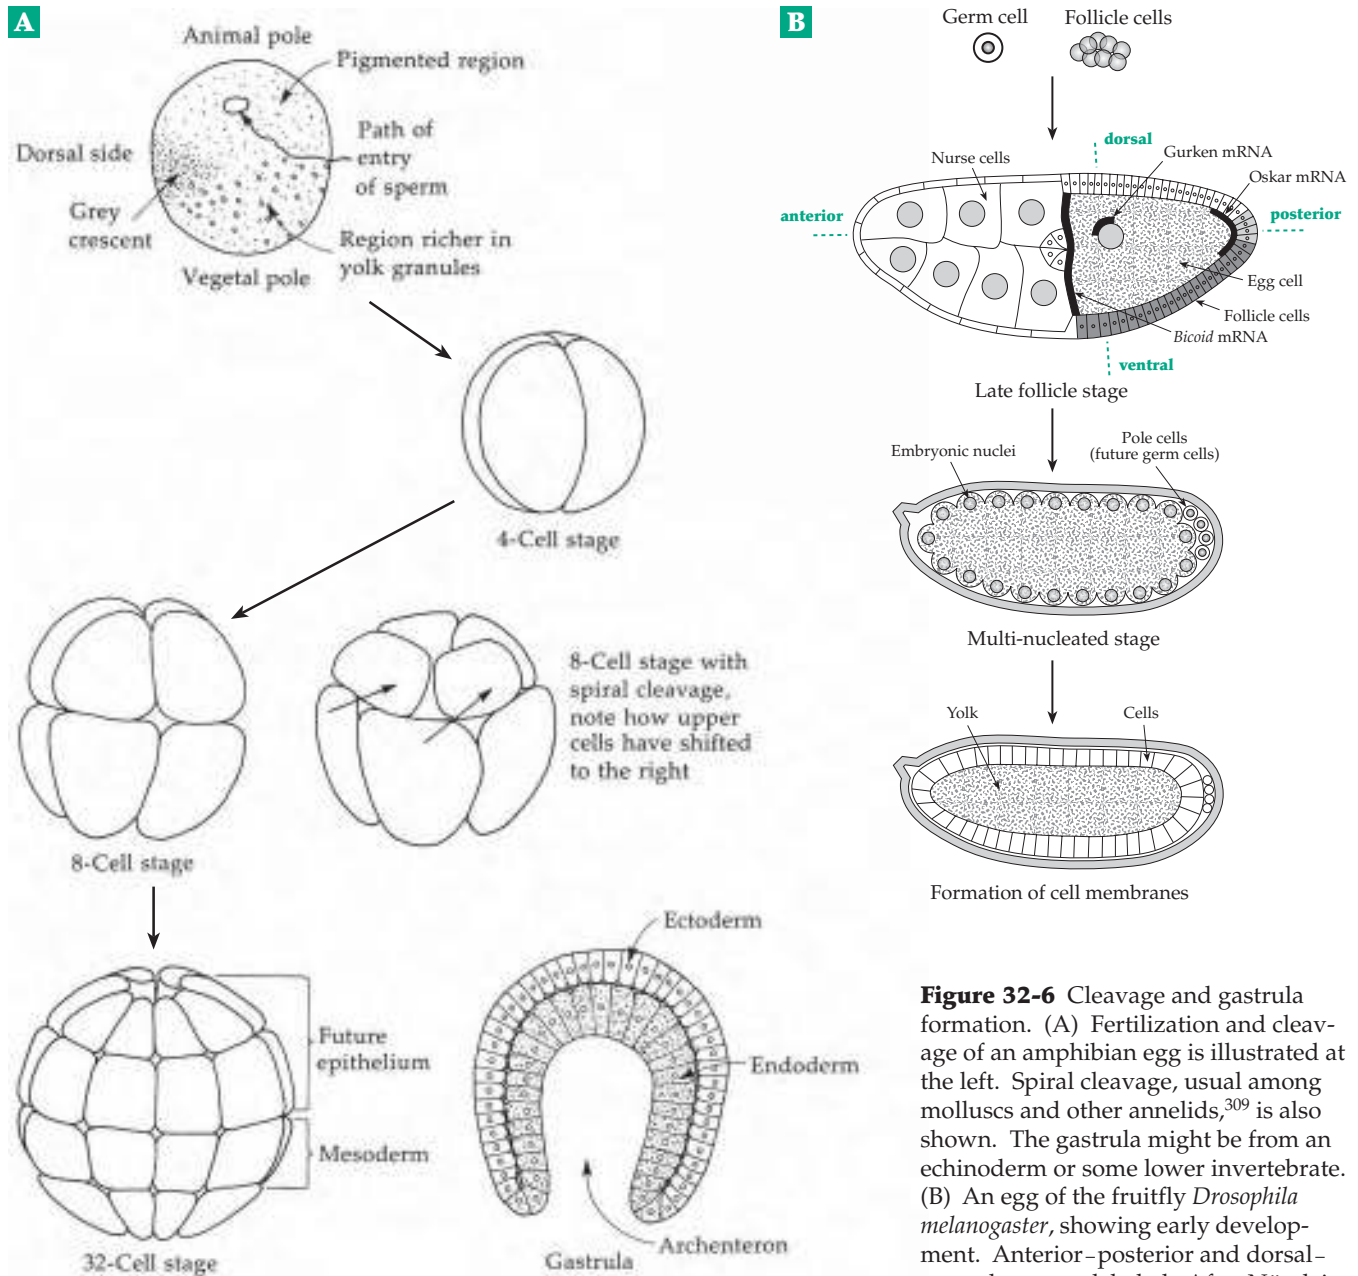 A
Animal pole
Pigmented region
Path of
entry
of sperm
Dorsal side
Grey
crescent
Region richer in
yolk granules
Vegetal pole
4-Cell stage
8-Cell stage with
spiral cleavage,
note how upper
cells have shifted
to the right
8-Cell stage
Future
epithelium
Mesoderm
32-Cell stage
Ectoderm
Endoderm
Archenteron
Gastrula
B
Germ cell
Follicle cells
dorsal
Gurken mRNA
Nurse cells
Oskar mRNA
anterior
posterior
Egg cell
Follicle cells
Bicoid mRNA
ventral
Late follicle stage
Embryonic nuclei
Pole cells
(future germ cells)
Multi-nucleated stage
Yolk
Cells
Formation of cell membranes
Figure 32-6 Cleavage and gastrula
formation. (A) Fertilization and cleav-
age of an amphibian egg is illustrated at
the left. Spiral cleavage, usual among
molluscs and other annelids,309 is also
shown. The gastrula might be from an
echinoderm or some lower invertebrate.
(B) An egg of the fruitfly Drosophila
melanogaster, showing early develop-
ment. Anterior–posterior and dorsal–